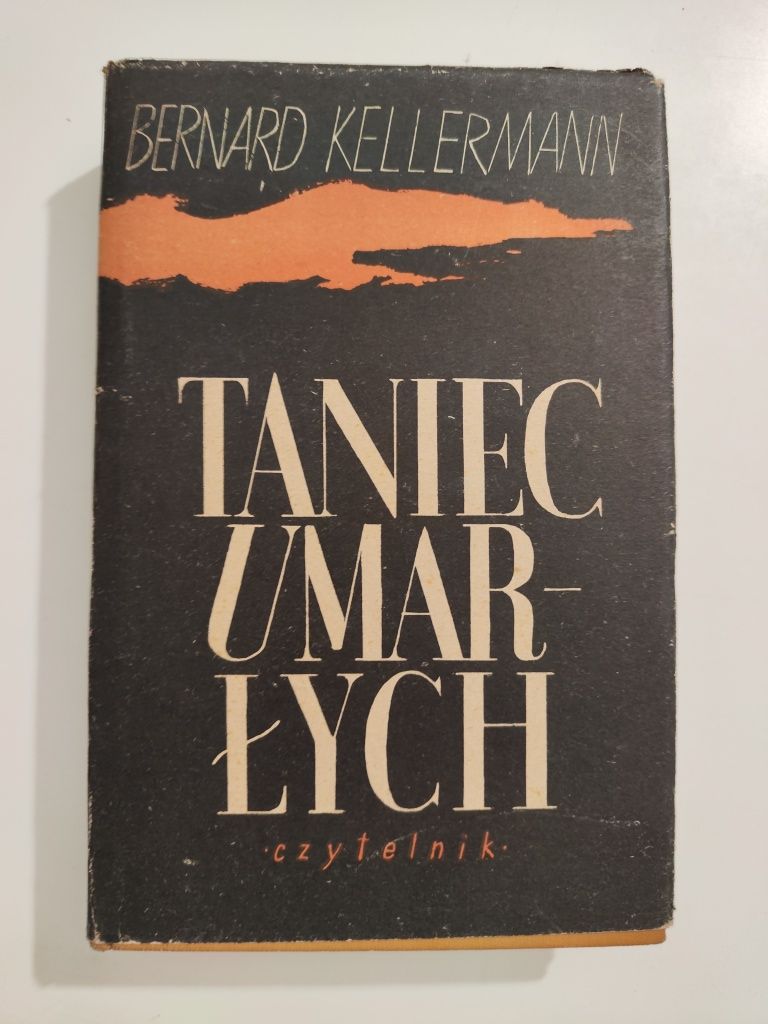 BERNARD KELLERMANN
TANIEC
UMAR-
ŁYCH
·czytelnik·